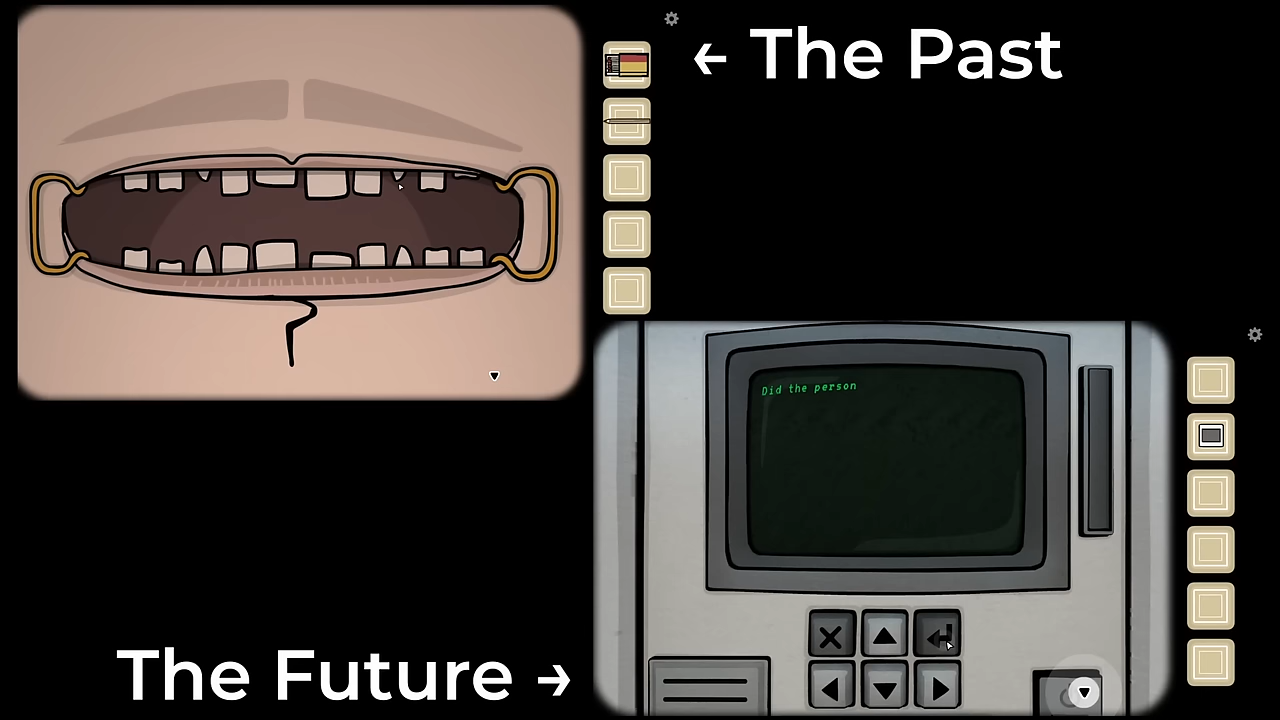 ← The Past
Did the person
The Future →